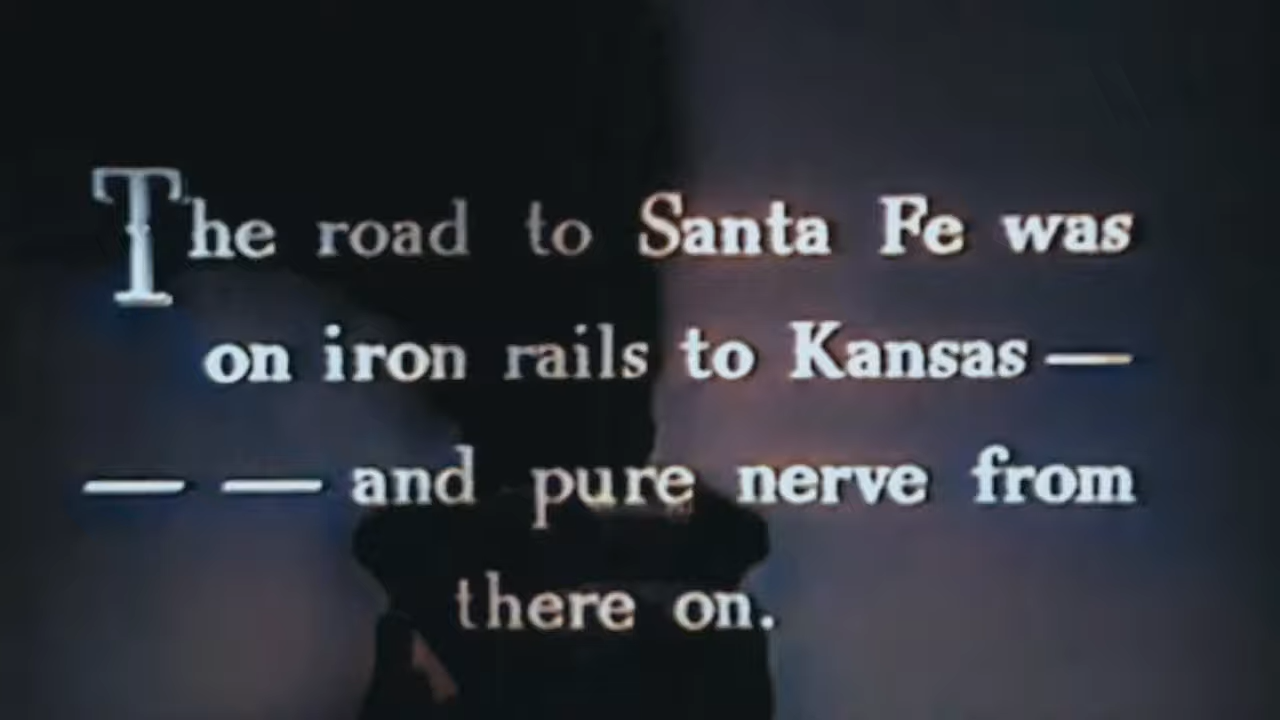 The road to Santa Fe was
on iron rails to Kansas —
— — and pure nerve from
there on.